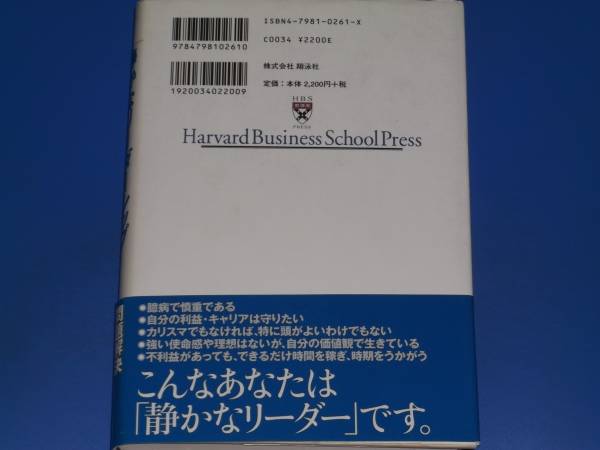 ISBN4-7981-0261-X
C0034 ¥2200E
9784798102610
株式会社 翔泳社
定価：本体2,200円+税
1920034022009
HBS
PRESS
Harvard Business School Press
●臆病で慎重である
●自分の利益・キャリアは守りたい
●カリスマでもなければ、特に頭がよいわけでもない
●強い使命感や理想はないが、自分の価値観で生きている
●不利益があっても、できるだけ時間を稼ぎ、時期をうかがう
こんなあなたは
「静かなリーダー」です。
問題解決